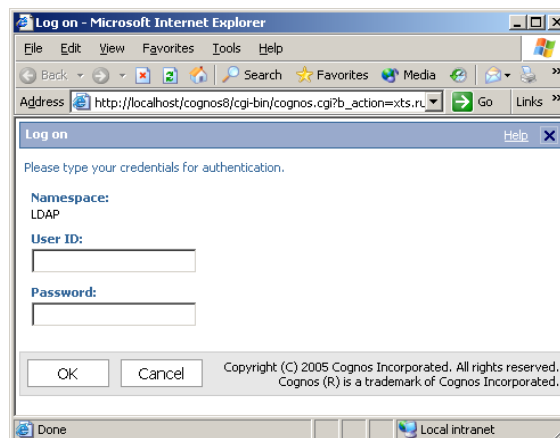 Log on - Microsoft Internet Explorer
File Edit View Favorites Tools Help
Back Search Favorites Media »
Address http://localhost/cognos8/cgi-bin/cognos.cgi?b_action=xts.ru Go Links »
Log on Help
Please type your credentials for authentication.
Namespace:
LDAP
User ID:
Password:
OK Cancel Copyright (C) 2005 Cognos Incorporated. All rights reserved.
Cognos (R) is a trademark of Cognos Incorporated.
Done Local intranet